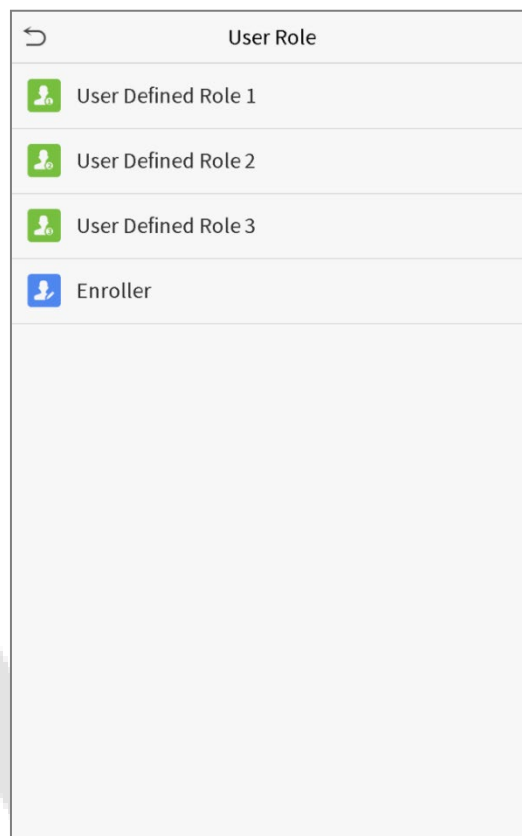 User Role
User Defined Role 1
User Defined Role 2
User Defined Role 3
Enroller